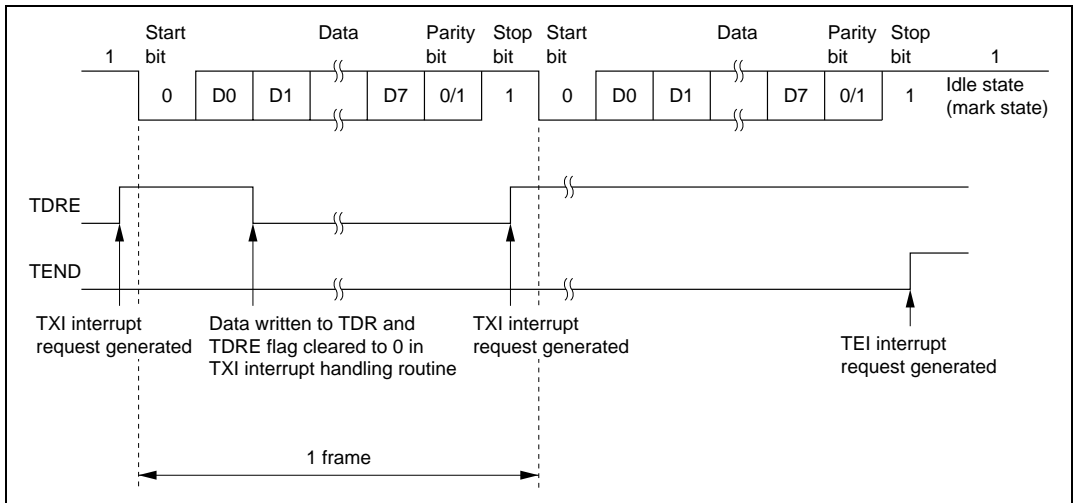 Start Data Parity Stop Start Data Parity Stop
1 bit bit bit bit bit bit 1
0 D0 D1 D7 0/1 1 0 D0 D1 D7 0/1 1 Idle state
(mark state)
TDRE
TEND
TXI interrupt
request generated
Data written to TDR and
TDRE flag cleared to 0 in
TXI interrupt handling routine
TXI interrupt
request generated
TEI interrupt
request generated
1 frame